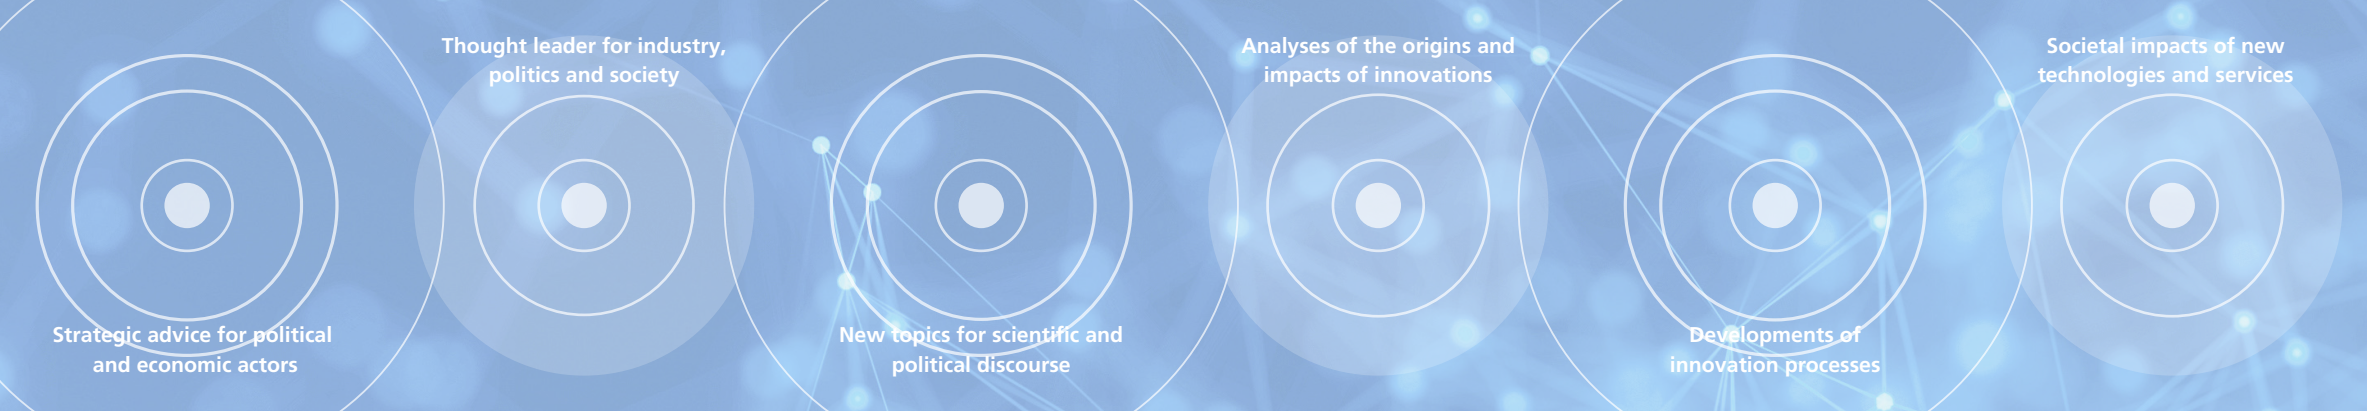 Strategic advice for political
and economic actors
Thought leader for industry,
politics and society
New topics for scientific and
political discourse
Analyses of the origins and
impacts of innovations
Developments of
innovation processes
Societal impacts of new
technologies and services